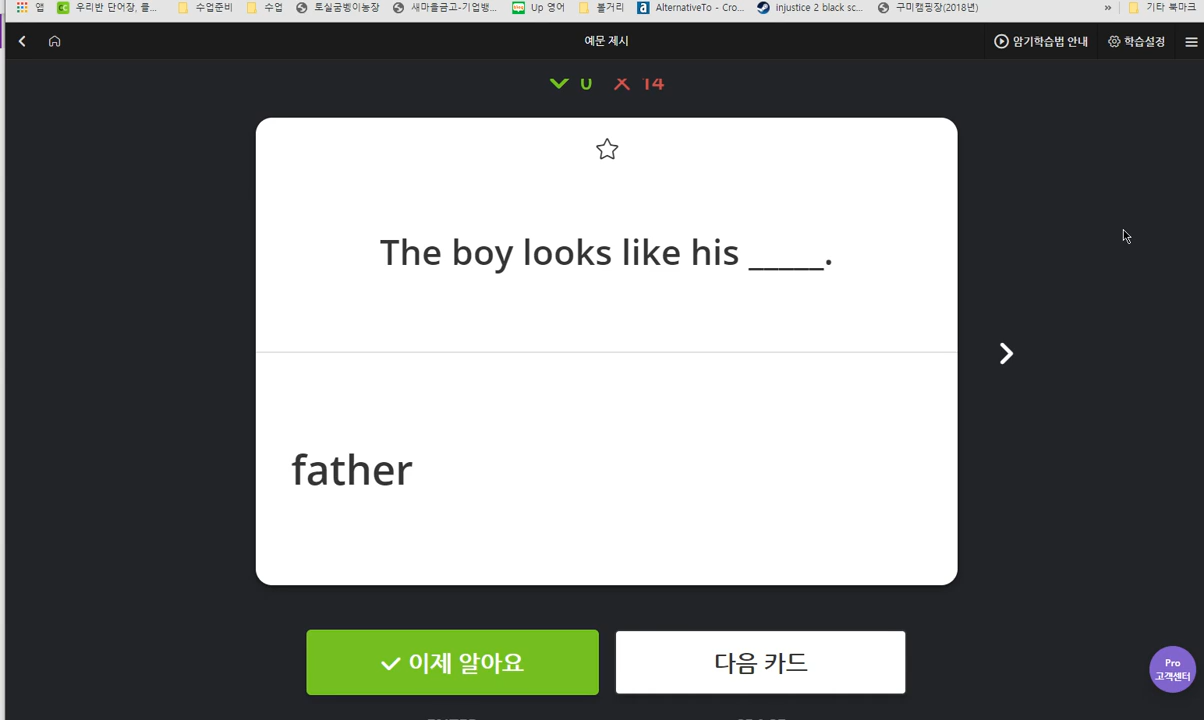 앱 우리반 단어장, 클... 수업준비 수업 토실굼벵이농장 새마을금고-기업뱅... Up 영어 볼거리 AlternativeTo - Cro... injustice 2 black sc... 구미캠핑장(2018년) » 기타 북마크
예문 제시 암기학습법 안내 학습설정
0 14
The boy looks like his _____.
father
이제 알아요 다음 카드
Pro
고객센터